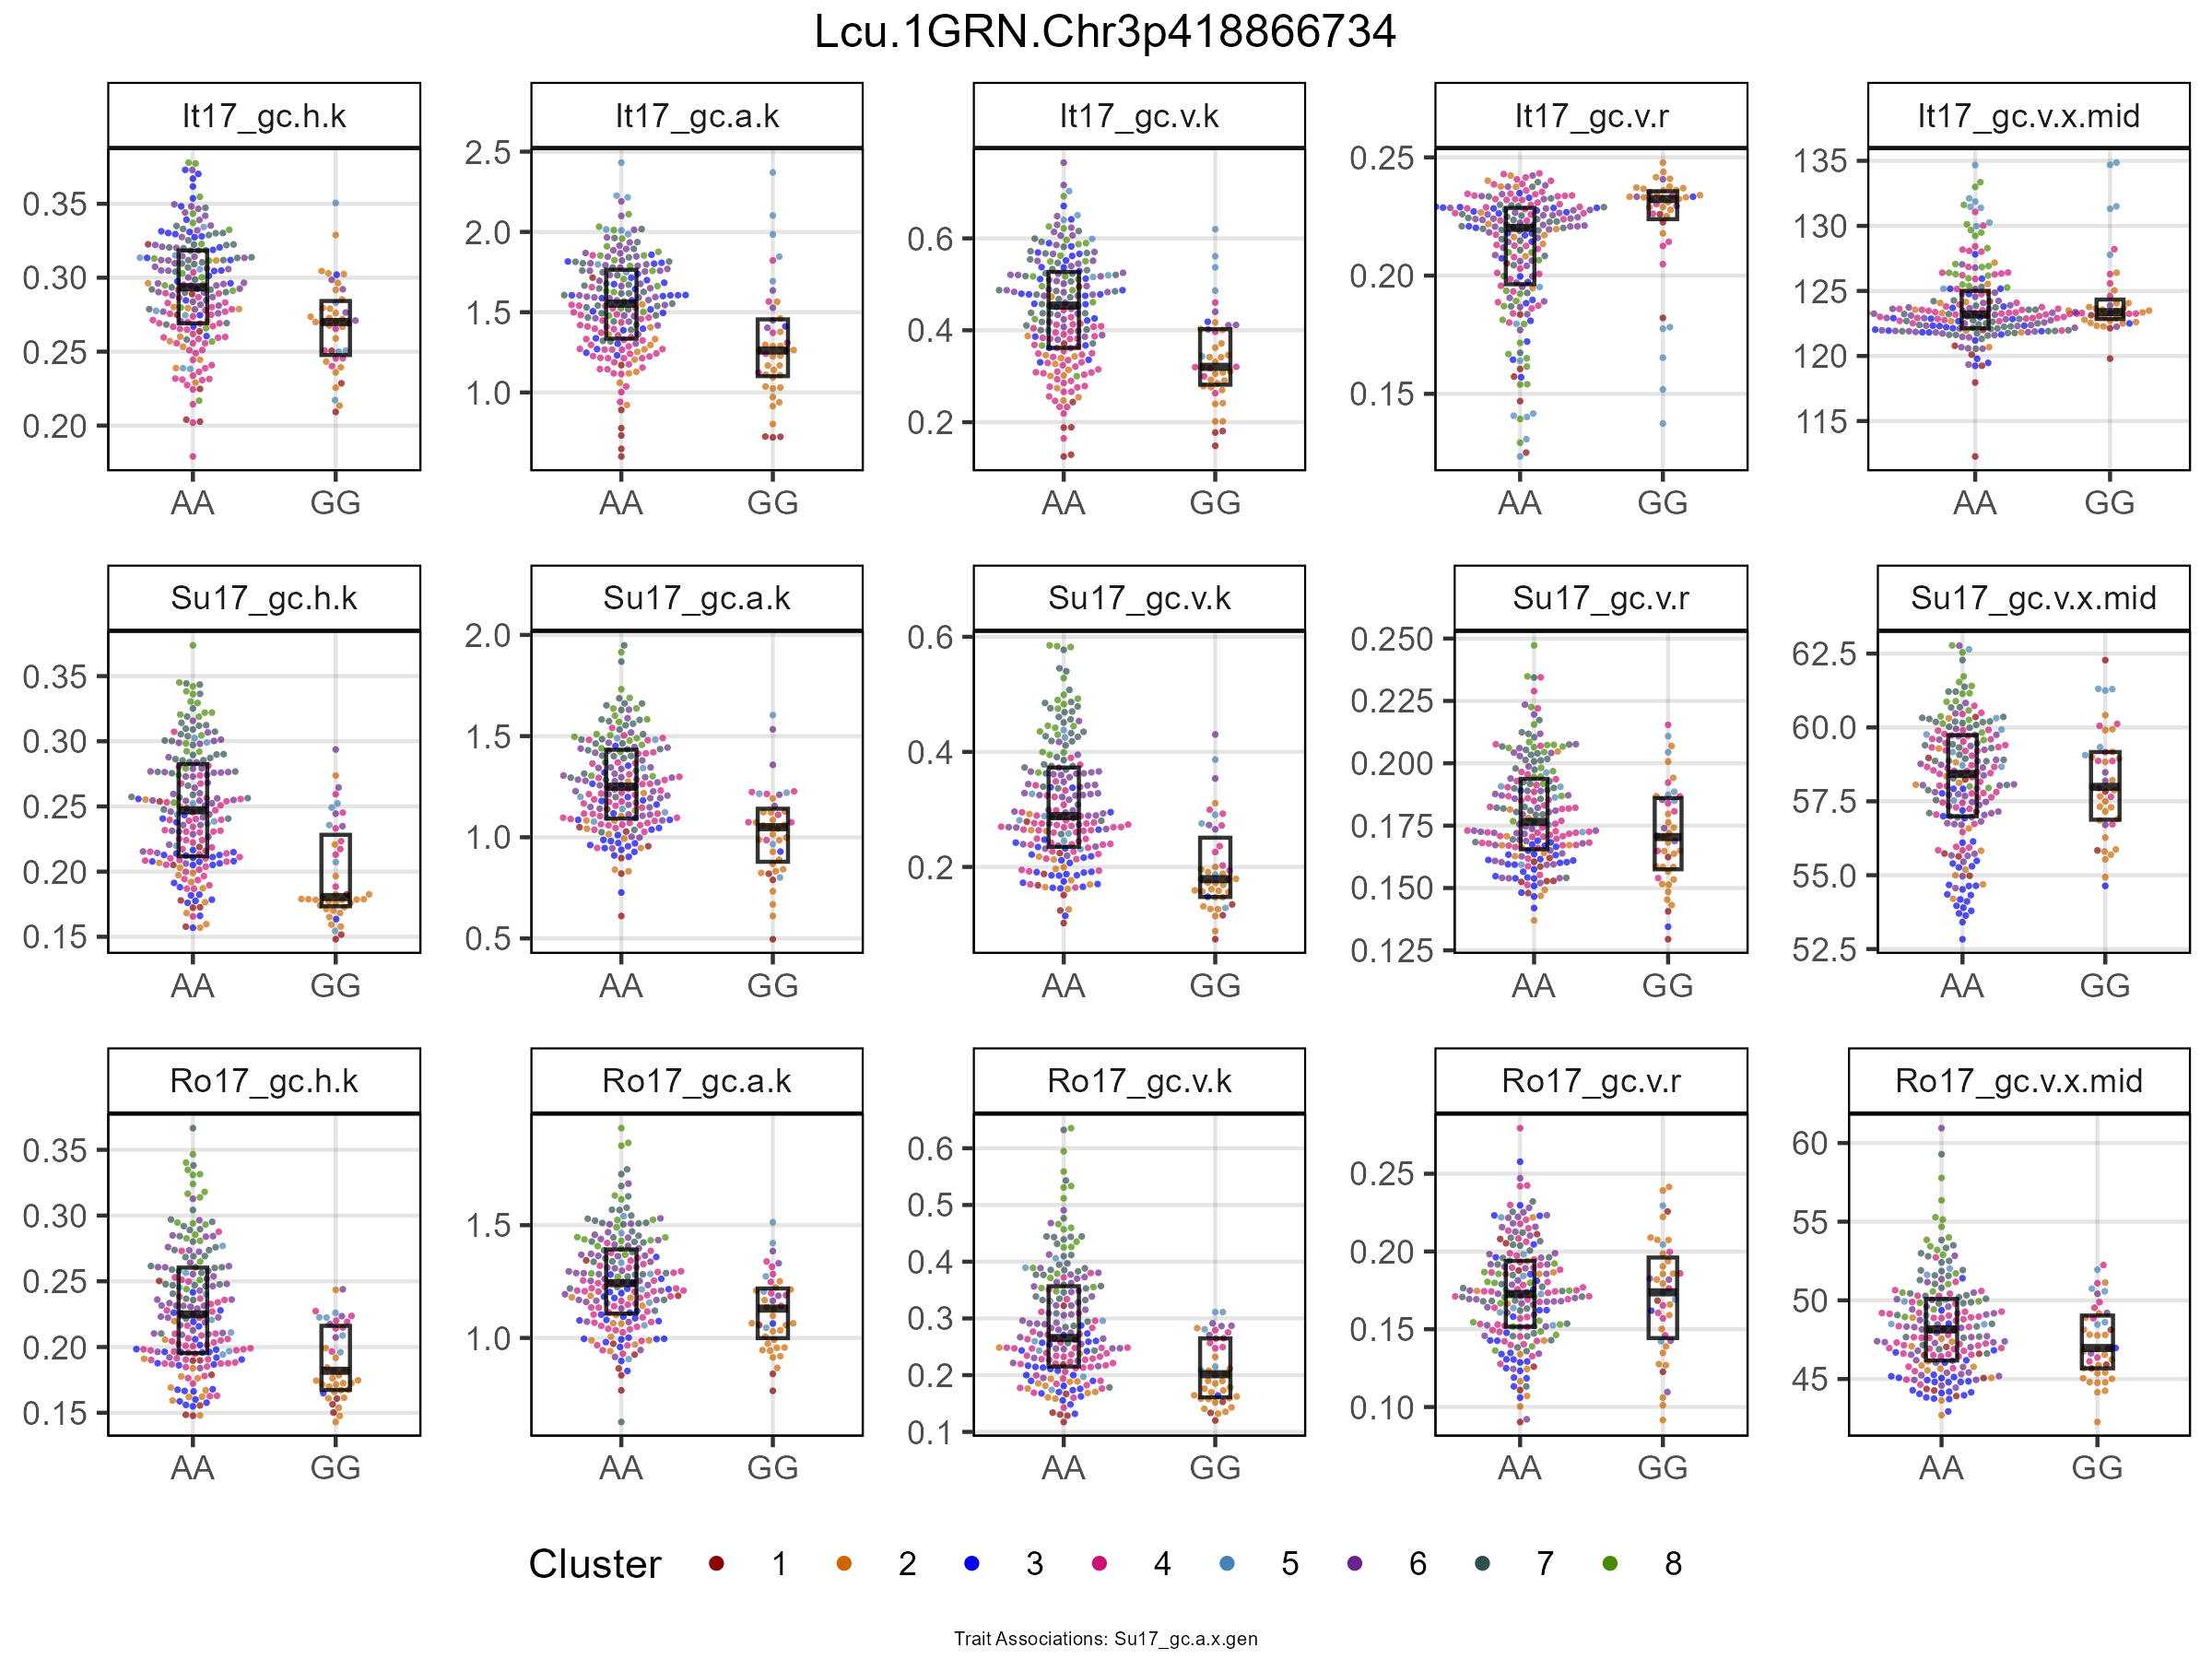 Lcu.1GRN.Chr3p418866734
It17_gc.h.k
It17_gc.a.k
It17_gc.v.k
It17_gc.v.r
It17_gc.v.x.mid
0.35
0.30
0.25
0.20
AA GG
2.5
2.0
1.5
1.0
AA GG
0.6
0.4
0.2
AA GG
0.25
0.20
0.15
AA GG
135
130
125
120
115
AA GG
Su17_gc.h.k
Su17_gc.a.k
Su17_gc.v.k
Su17_gc.v.r
Su17_gc.v.x.mid
0.35
0.30
0.25
0.20
0.15
AA GG
2.0
1.5
1.0
0.5
AA GG
0.6
0.4
0.2
AA GG
0.250
0.225
0.200
0.175
0.150
0.125
AA GG
62.5
60.0
57.5
55.0
52.5
AA GG
Ro17_gc.h.k
Ro17_gc.a.k
Ro17_gc.v.k
Ro17_gc.v.r
Ro17_gc.v.x.mid
0.35
0.30
0.25
0.20
0.15
AA GG
1.5
1.0
AA GG
0.6
0.5
0.4
0.3
0.2
0.1
AA GG
0.25
0.20
0.15
0.10
AA GG
60
55
50
45
AA GG
Cluster 1 2 3 4 5 6 7 8
Trait Associations: Su17_gc.a.x.gen